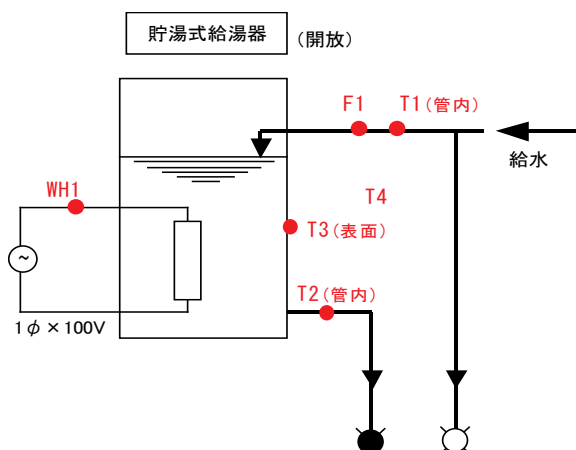 貯湯式給湯器 (開放)
F1 T1(管内)
給水
WH1
T4
T3(表面)
T2(管内)
~
1φ×100V